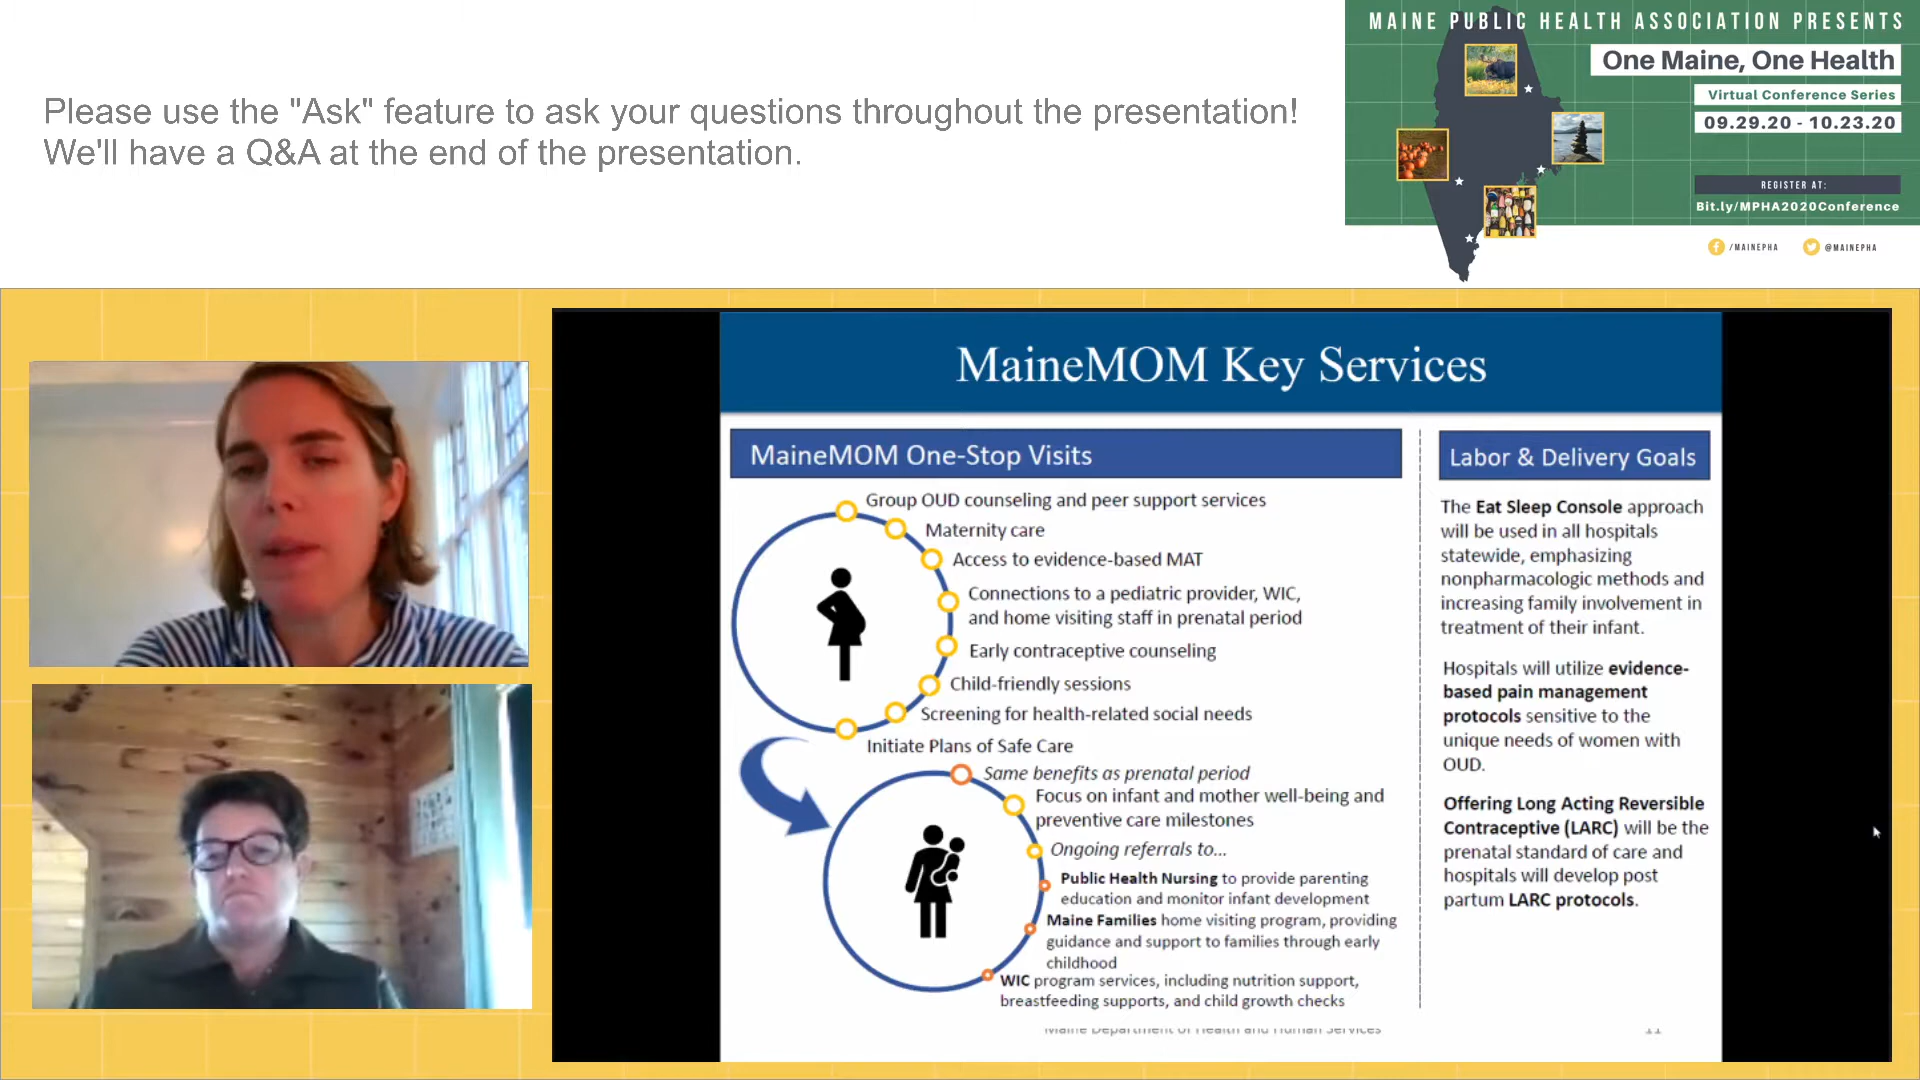 Please use the "Ask" feature to ask your questions throughout the presentation!
We'll have a Q&A at the end of the presentation.
MAINE PUBLIC HEALTH ASSOCIATION PRESENTS
One Maine, One Health
Virtual Conference Series
09.29.20 - 10.23.20
REGISTER AT:
Bit.ly/MPHA2020Conference
/MAINEPHA
@MAINEPHA
MaineMOM Key Services
MaineMOM One-Stop Visits
Group OUD counseling and peer support services
Maternity care
Access to evidence-based MAT
Connections to a pediatric provider, WIC,
and home visiting staff in prenatal period
Early contraceptive counseling
Child-friendly sessions
Screening for health-related social needs
Initiate Plans of Safe Care
Same benefits as prenatal period
Focus on infant and mother well-being and
preventive care milestones
Ongoing referrals to...
Public Health Nursing to provide parenting
education and monitor infant development
Maine Families home visiting program, providing
guidance and support to families through early
childhood
WIC program services, including nutrition support,
breastfeeding supports, and child growth checks
Labor & Delivery Goals
The Eat Sleep Console approach
will be used in all hospitals
statewide, emphasizing
nonpharmacologic methods and
increasing family involvement in
treatment of their infant.
Hospitals will utilize evidence-
based pain management
protocols sensitive to the
unique needs of women with
OUD.
Offering Long Acting Reversible
Contraceptive (LARC) will be the
prenatal standard of care and
hospitals will develop post
partum LARC protocols.
Maine Department of Health and Human Services
11